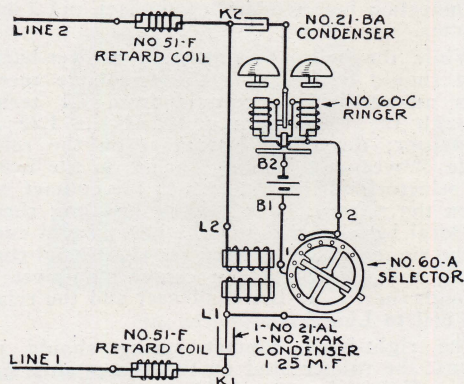 LINE 2
K2
NO.21-BA
CONDENSER
NO 51-F
RETARD COIL
NO. 60-C
RINGER
B2
B1
2
L2
1
NO.60-A
SELECTOR
L1
1-NO 21-AL
1-NO.21-AK
CONDENSER
1 25 M.F
NO.51-F
RETARD COIL
LINE 1
K1